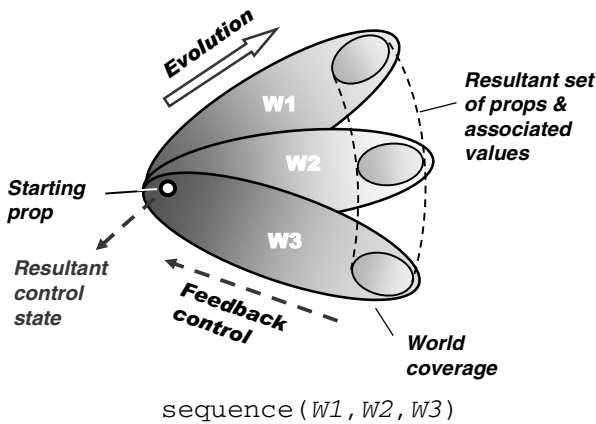 Evolution
W1
Resultant set
of props &
associated
values
W2
Starting
prop
W3
Resultant
control
state
Feedback
control
World
coverage
sequence(W1,W2,W3)